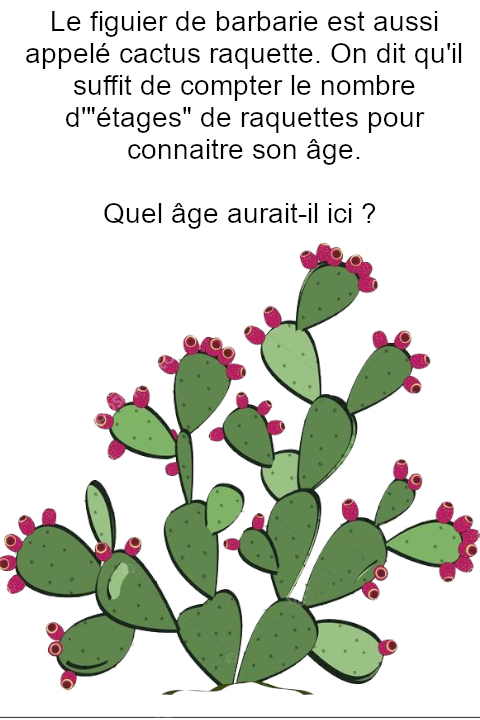 Le figuier de barbarie est aussi
appelé cactus raquette. On dit qu'il
suffit de compter le nombre
d'"étages" de raquettes pour
connaitre son âge.
Quel âge aurait-il ici ?